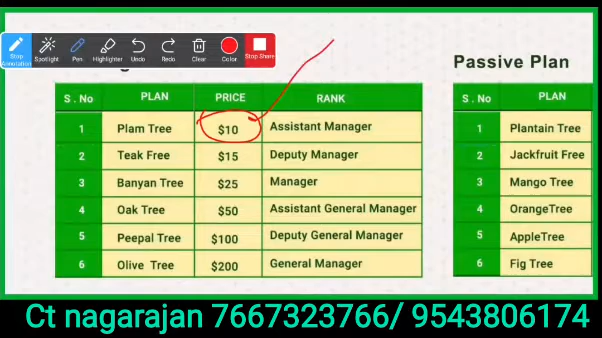 Stop Annotation
Spotlight
Pen
Highlighter
Undo
Redo
Clear
Color
Stop Share
Passive Plan
S . No PLAN PRICE RANK
1 Plam Tree $10 Assistant Manager
2 Teak Free $15 Deputy Manager
3 Banyan Tree $25 Manager
4 Oak Tree $50 Assistant General Manager
5 Peepal Tree $100 Deputy General Manager
6 Olive Tree $200 General Manager
S . No PLAN
1 Plantain Tree
2 Jackfruit Free
3 Mango Tree
4 OrangeTree
5 AppleTree
6 Fig Tree
Ct nagarajan 7667323766/ 9543806174